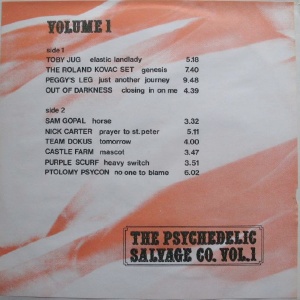 VOLUME 1
side 1
TOBY JUG elastic landlady 5.18
THE ROLAND KOVAC SET genesis 7.40
PEGGY'S LEG just another journey 9.48
OUT OF DARKNESS closing in on me 4.39
side 2
SAM GOPAL horse 3.32
NICK CARTER prayer to st. peter 5.11
TEAM DOKUS tomorrow 4.00
CASTLE FARM mascot 3.47
PURPLE SCURF heavy switch 3.51
PTOLOMY PSYCON no one to blame 6.02
THE PSYCHEDELIC
SALVAGE CO. VOL.1